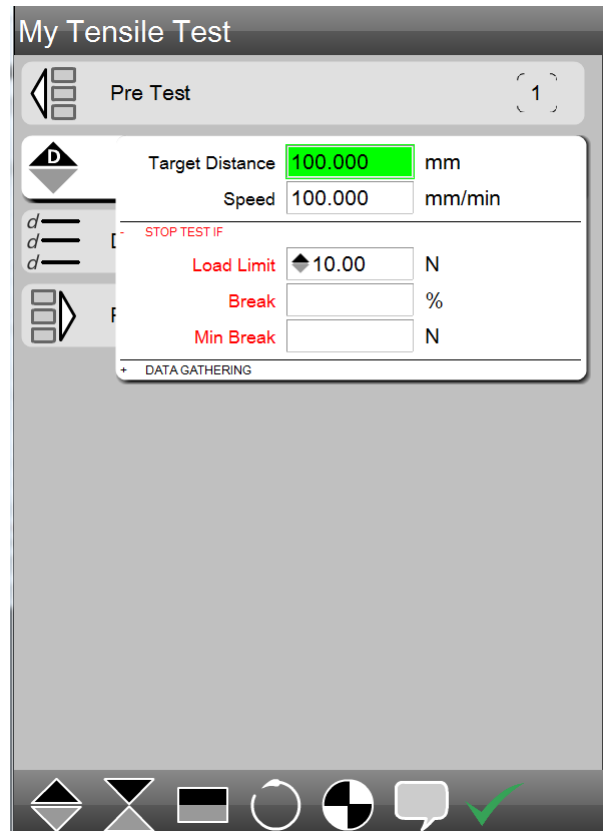 My Tensile Test
Pre Test 1
D
Target Distance 100.000 mm
Speed 100.000 mm/min
d
d
d
- STOP TEST IF
Load Limit 10.00 N
Break %
Min Break N
+ DATA GATHERING